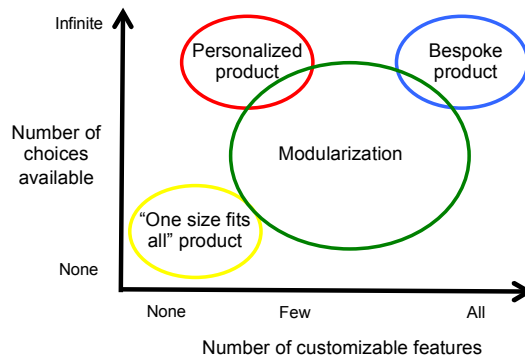 Infinite
Personalized
product
Bespoke
product
Number of
choices
available
Modularization
“One size fits
all” product
None
None
Few
All
Number of customizable features